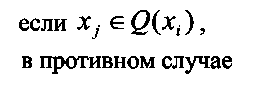 если x_j ∈ Q(x_i),
в противном случае